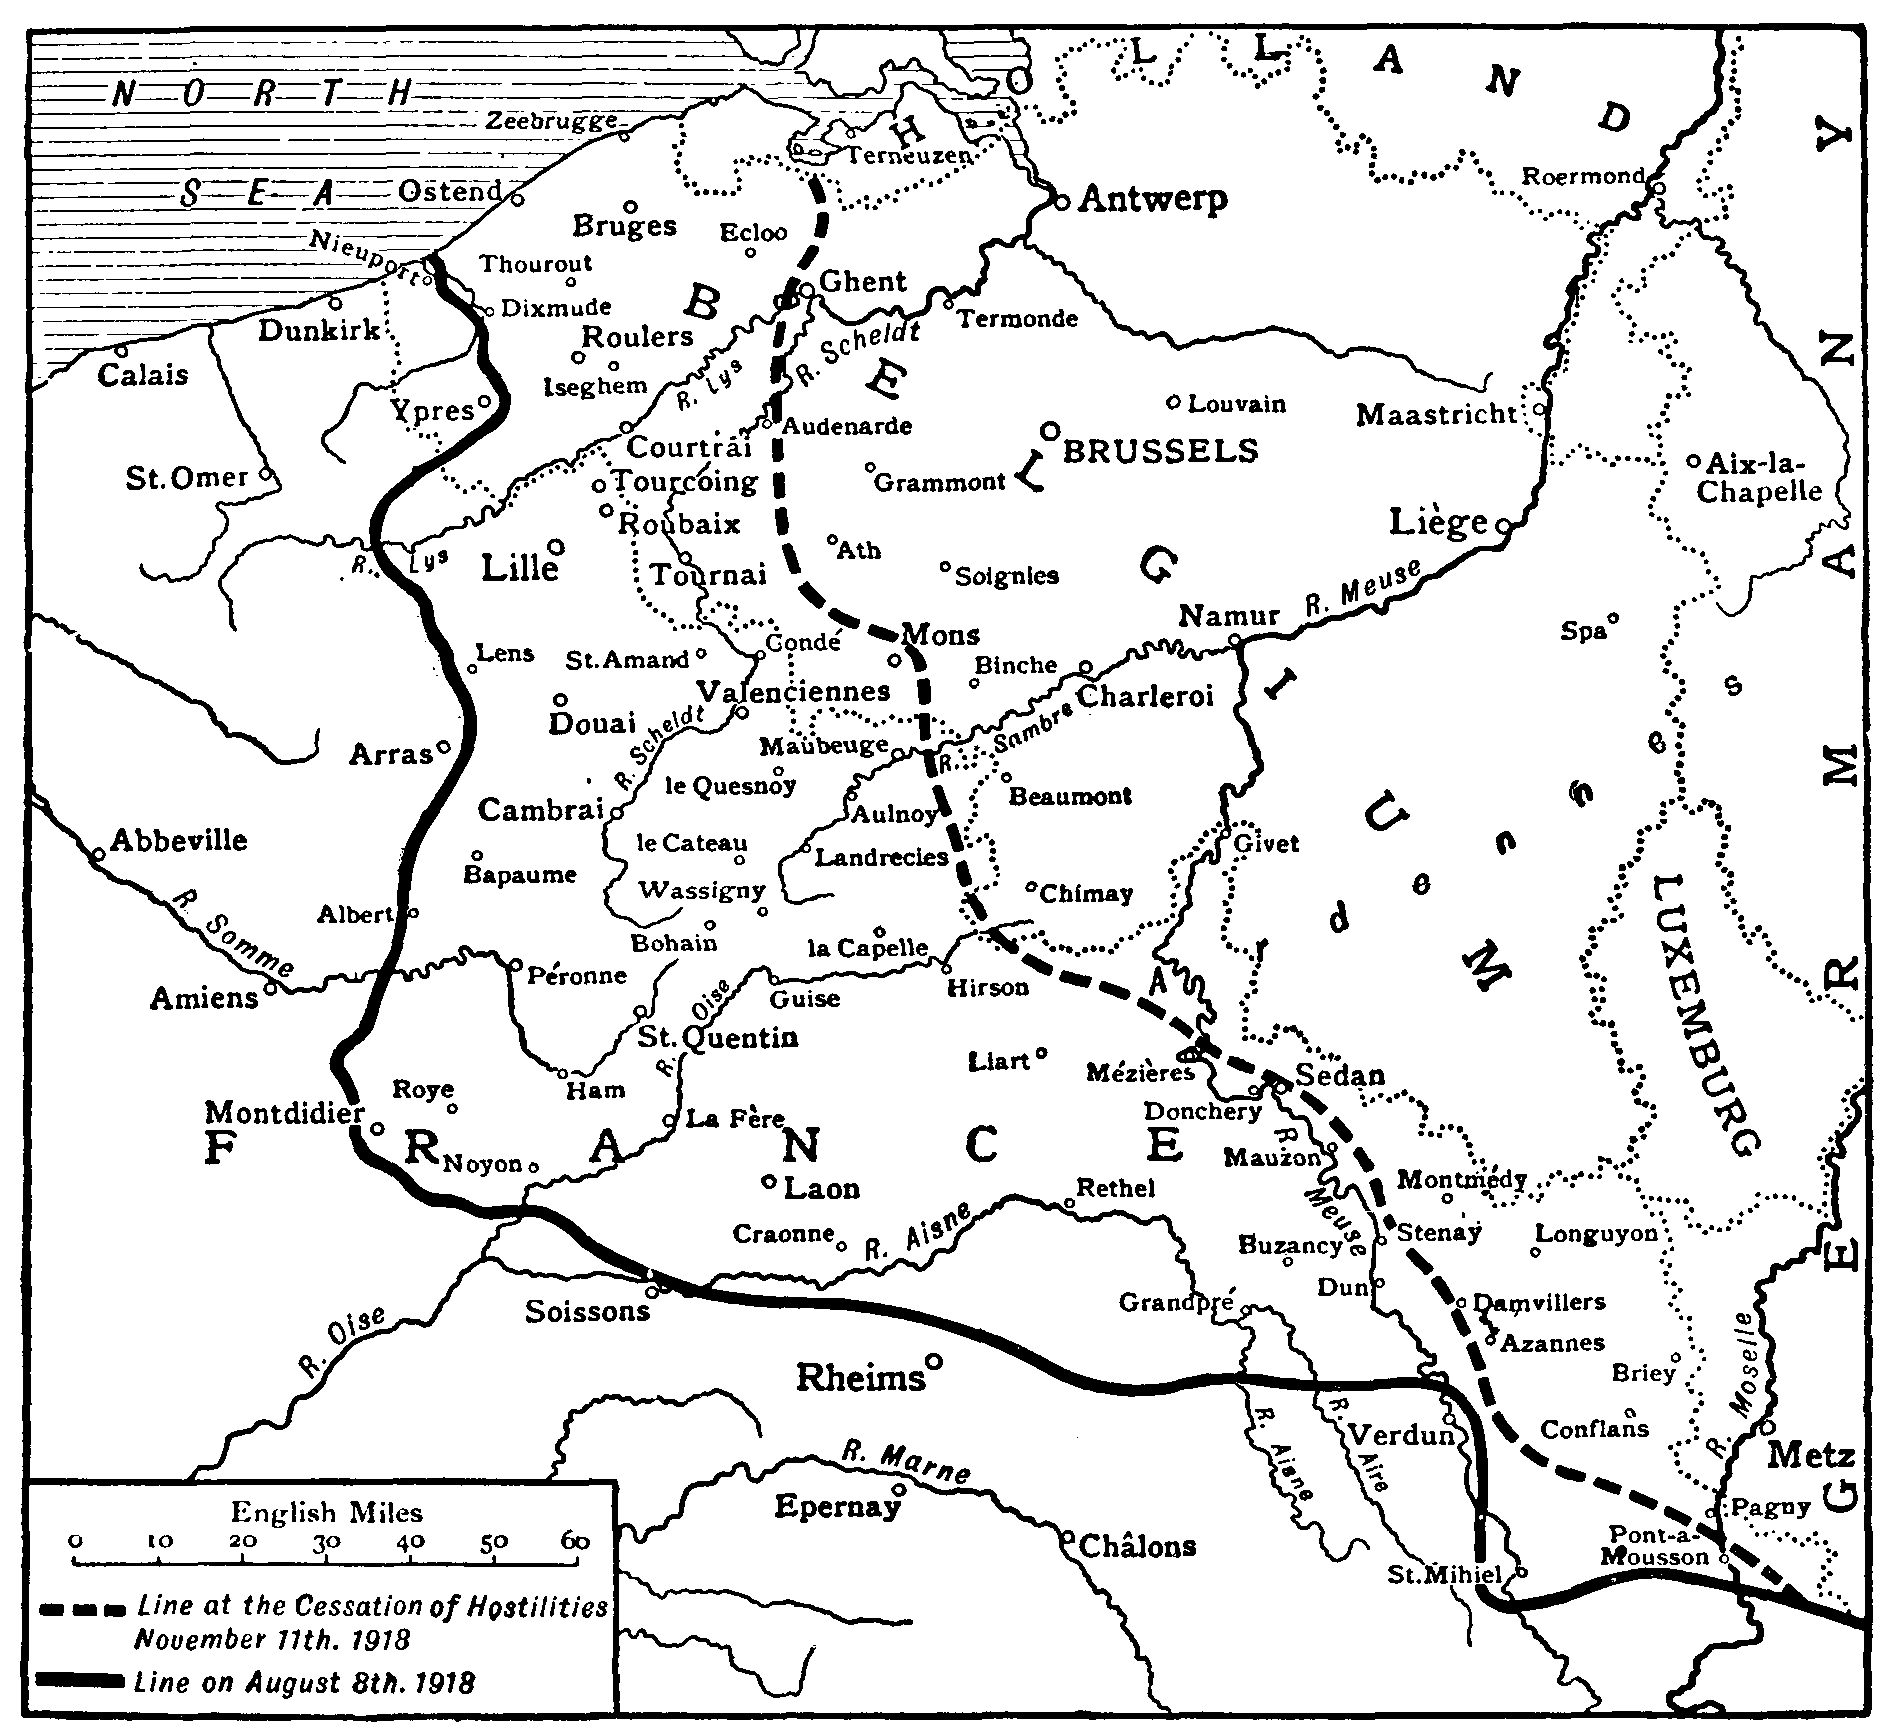 NORTH
SEA
HOLLAND
Zeebrugge
Terneuzen
Ostend
Bruges
Ecloo
Antwerp
Roermond
Nieuport
Thourout
Ghent
Dixmude
Dunkirk
Roulers
R. Scheldt
Termonde
Calais
Iseghem
R. Lys
Ypres
Audenarde
Louvain
Maastricht
Courtrai
BRUSSELS
St. Omer
Tourcoing
Grammont
Aix-la-
Chapelle
Roubaix
Liège
R. Lys
Lille
Ath
Tournai
Soignies
Namur
R. Meuse
BELGIUM
Mons
Spa
Lens
St. Amand
Condé
Binche
Valenciennes
Charleroi
Douai
R. Scheldt
Arras
Maubeuge
R. Sambre
le Quesnoy
Beaumont
Cambrai
Aulnoy
Ardennes
Abbeville
le Cateau
Landrecies
Givet
Bapaume
Wassigny
Chimay
LUXEMBURG
R. Somme
Albert
Bohain
la Capelle
Péronne
Amiens
R. Oise
Guise
Hirson
St. Quentin
Liart
Mézières
Sedan
Roye
Ham
Montdidier
La Fère
Donchery
FRANCE
Noyon
Mauzon
Laon
Rethel
Montmédy
R. Meuse
Craonne
R. Aisne
Stenay
Longuyon
Buzancy
Dun
Soissons
Grandpré
Damvillers
R. Oise
Azannes
Rheims
Briey
R. Moselle
R. Aisne
R. Aire
Verdun
Conflans
Metz
R. Marne
Epernay
Pagny
Châlons
Pont-a-
Mousson
St. Mihiel
GERMANY
English Miles
0 10 20 30 40 50 60
Line at the Cessation of Hostilities
November 11th. 1918
Line on August 8th. 1918